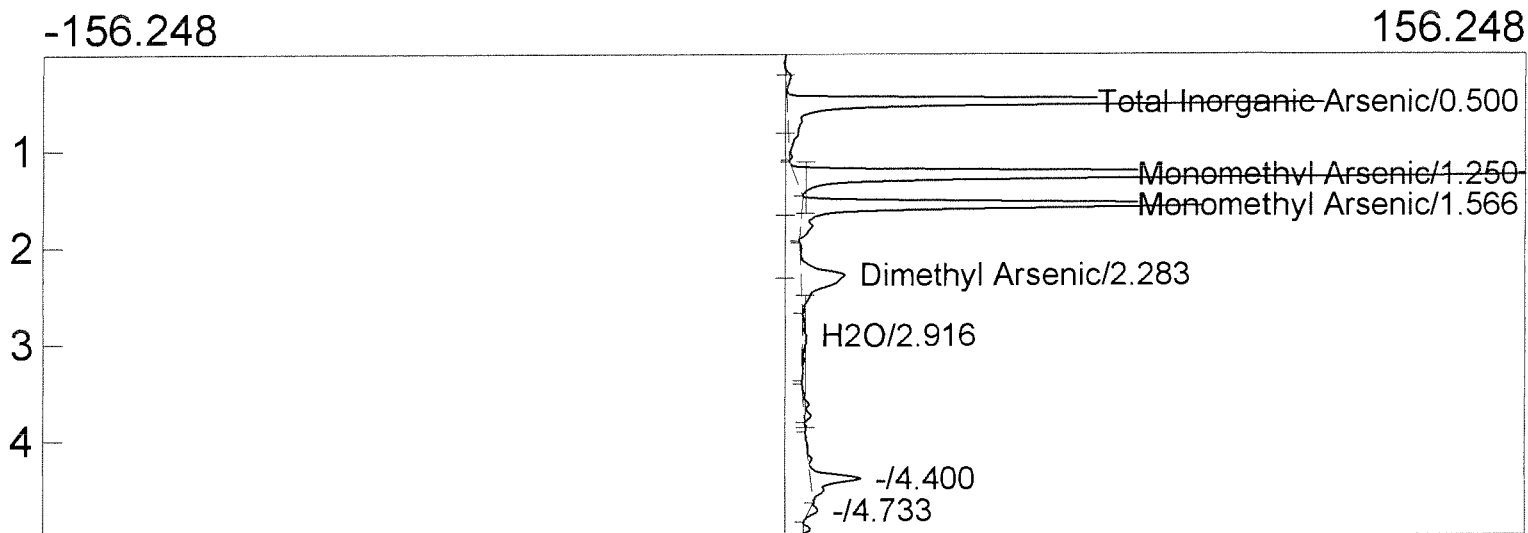 -156.248 156.248
Total Inorganic Arsenic/0.500
1
Monomethyl Arsenic/1.250
Monomethyl Arsenic/1.566
2
Dimethyl Arsenic/2.283
H2O/2.916
3
4
-/4.400
-/4.733